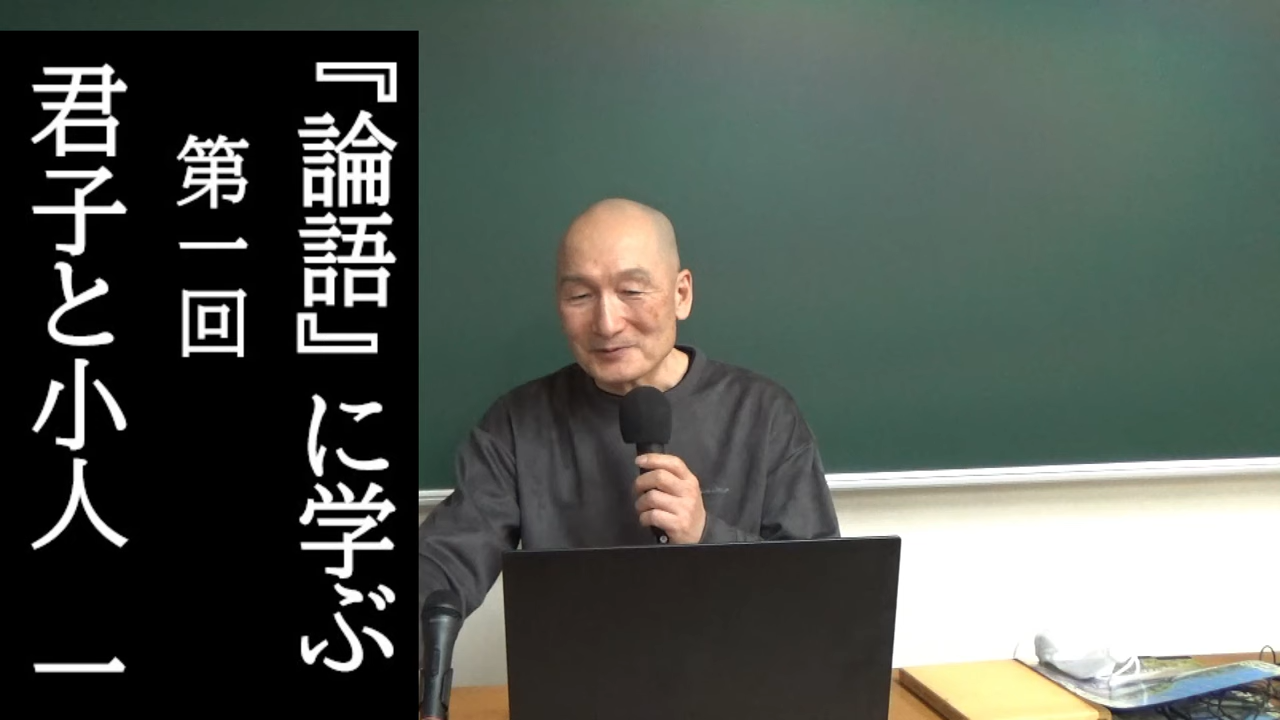 『論語』に学ぶ
第一回
君子と小人 一